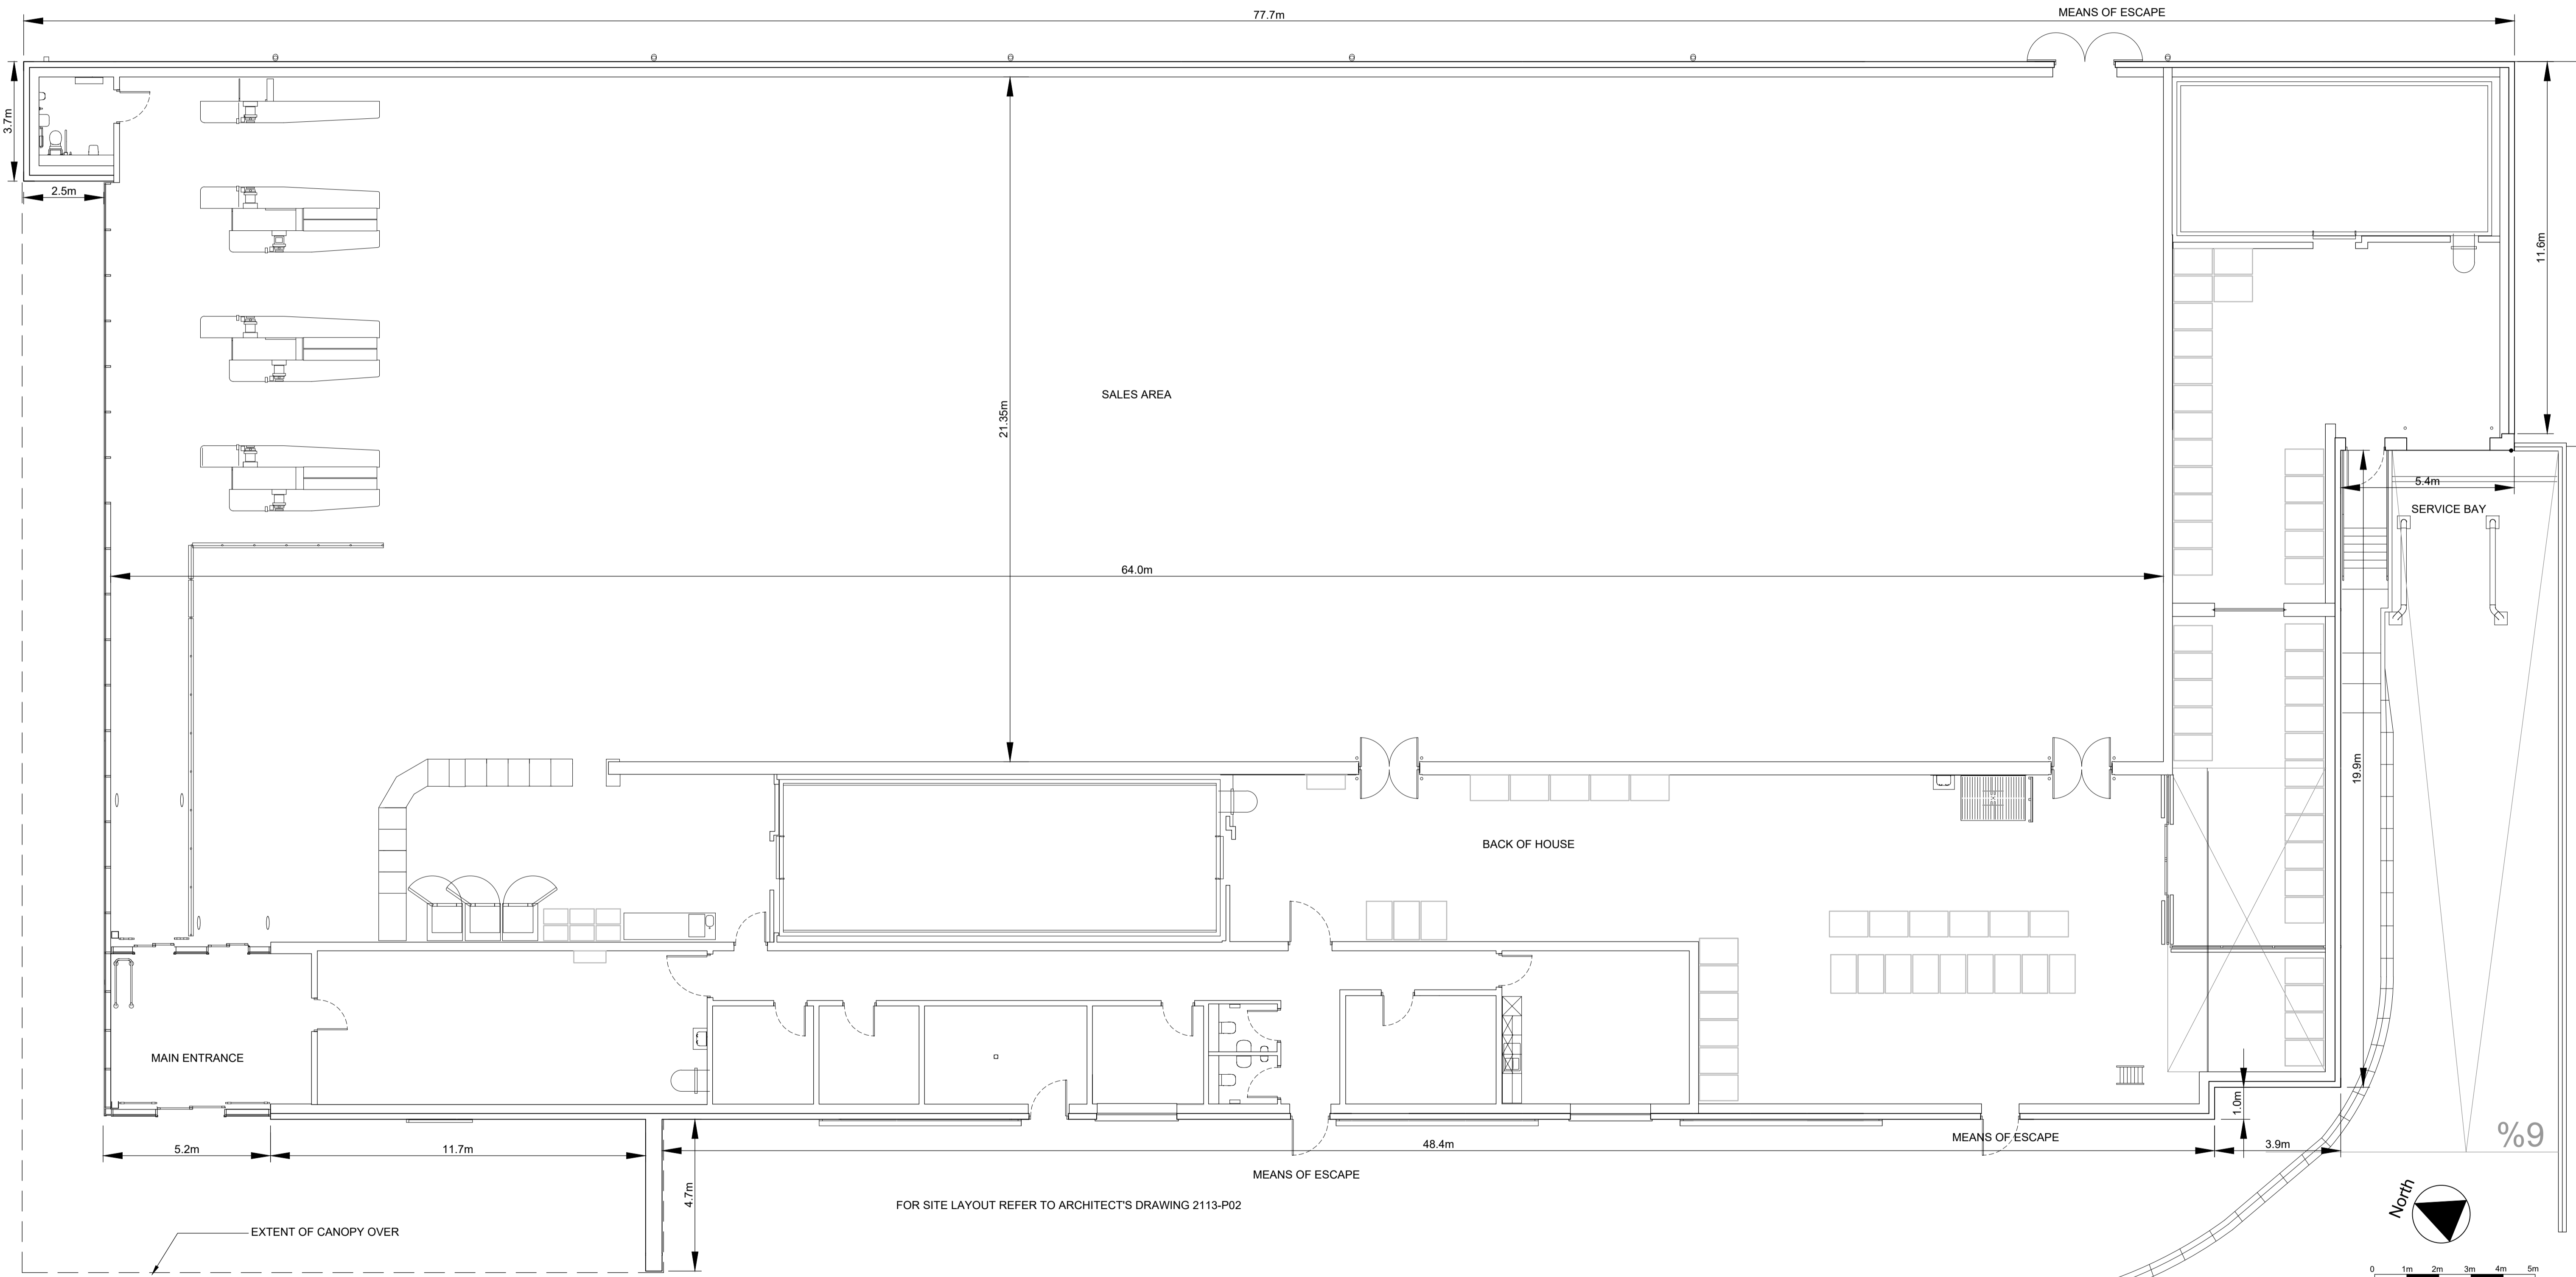 77.7m
MEANS OF ESCAPE
3.7m
2.5m
11.6m
SALES AREA
21.35m
5.4m
SERVICE BAY
64.0m
19.9m
BACK OF HOUSE
MAIN ENTRANCE
1.0m
%9
5.2m
11.7m
48.4m
MEANS OF ESCAPE
3.9m
MEANS OF ESCAPE
4.7m
FOR SITE LAYOUT REFER TO ARCHITECT'S DRAWING 2113-P02
North
EXTENT OF CANOPY OVER
0 1m 2m 3m 4m 5m